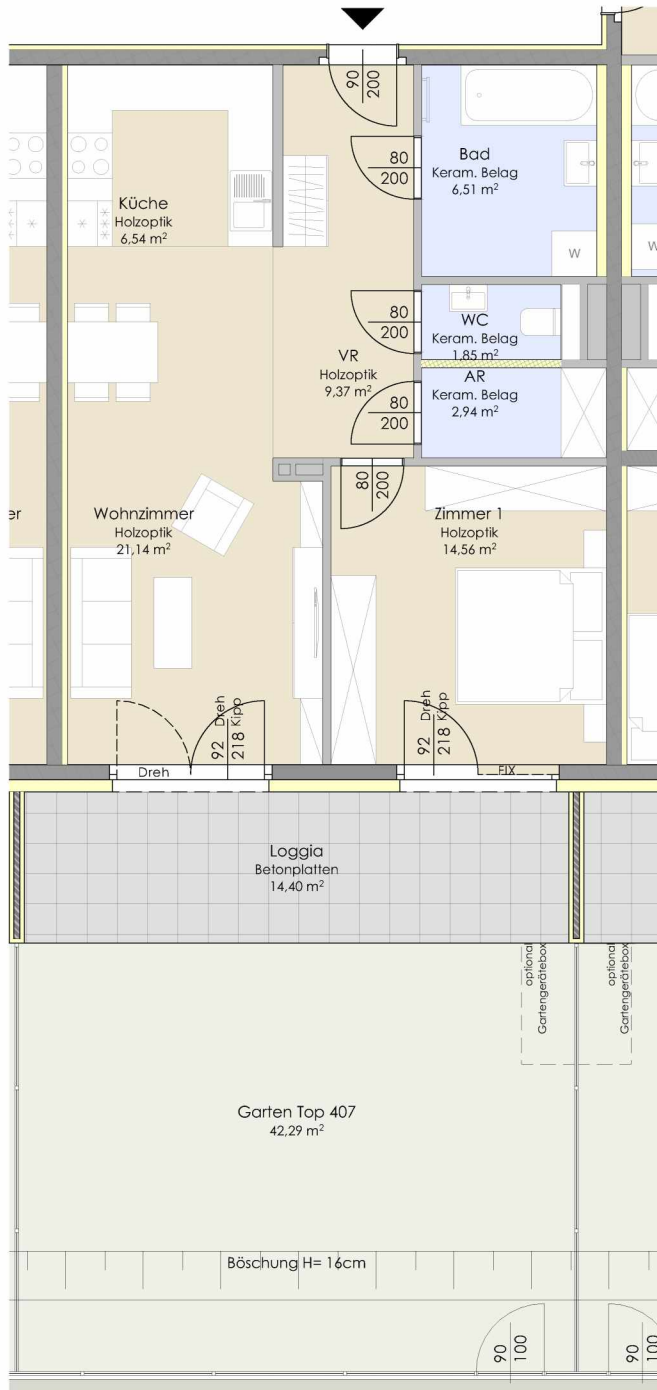 90
200
80
200
Bad
Keram. Belag
6,51 m²
W
W
Küche
Holzoptik
6,54 m²
80
200
WC
Keram. Belag
1,85 m²
VR
Holzoptik
9,37 m²
80
200
AR
Keram. Belag
2,94 m²
80
200
er
Wohnzimmer
Holzoptik
21,14 m²
Zimmer 1
Holzoptik
14,56 m²
92
218
Dreh
Kipp
92
218
Dreh
Kipp
Dreh
FIX
Loggia
Betonplatten
14,40 m²
optional
Gartengerätebox
optional
Gartengerätebox
Garten Top 407
42,29 m²
Böschung H= 16cm
90
100
90
100